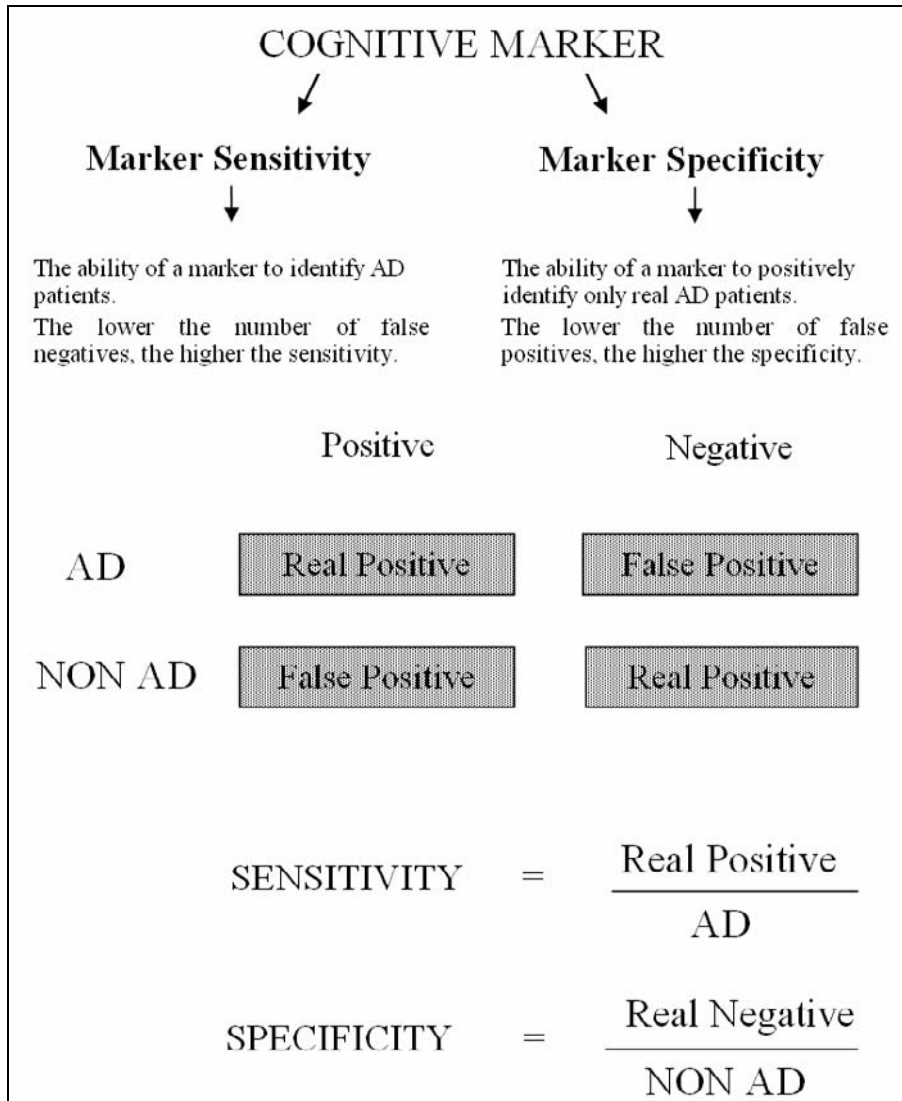 COGNITIVE MARKER
Marker Sensitivity Marker Specificity
The ability of a marker to identify AD
patients.
The lower the number of false
negatives, the higher the sensitivity.
The ability of a marker to positively
identify only real AD patients.
The lower the number of false
positives, the higher the specificity.
Positive Negative
AD Real Positive False Positive
NON AD False Positive Real Positive
SENSITIVITY = Real Positive
AD
SPECIFICITY = Real Negative
NON AD